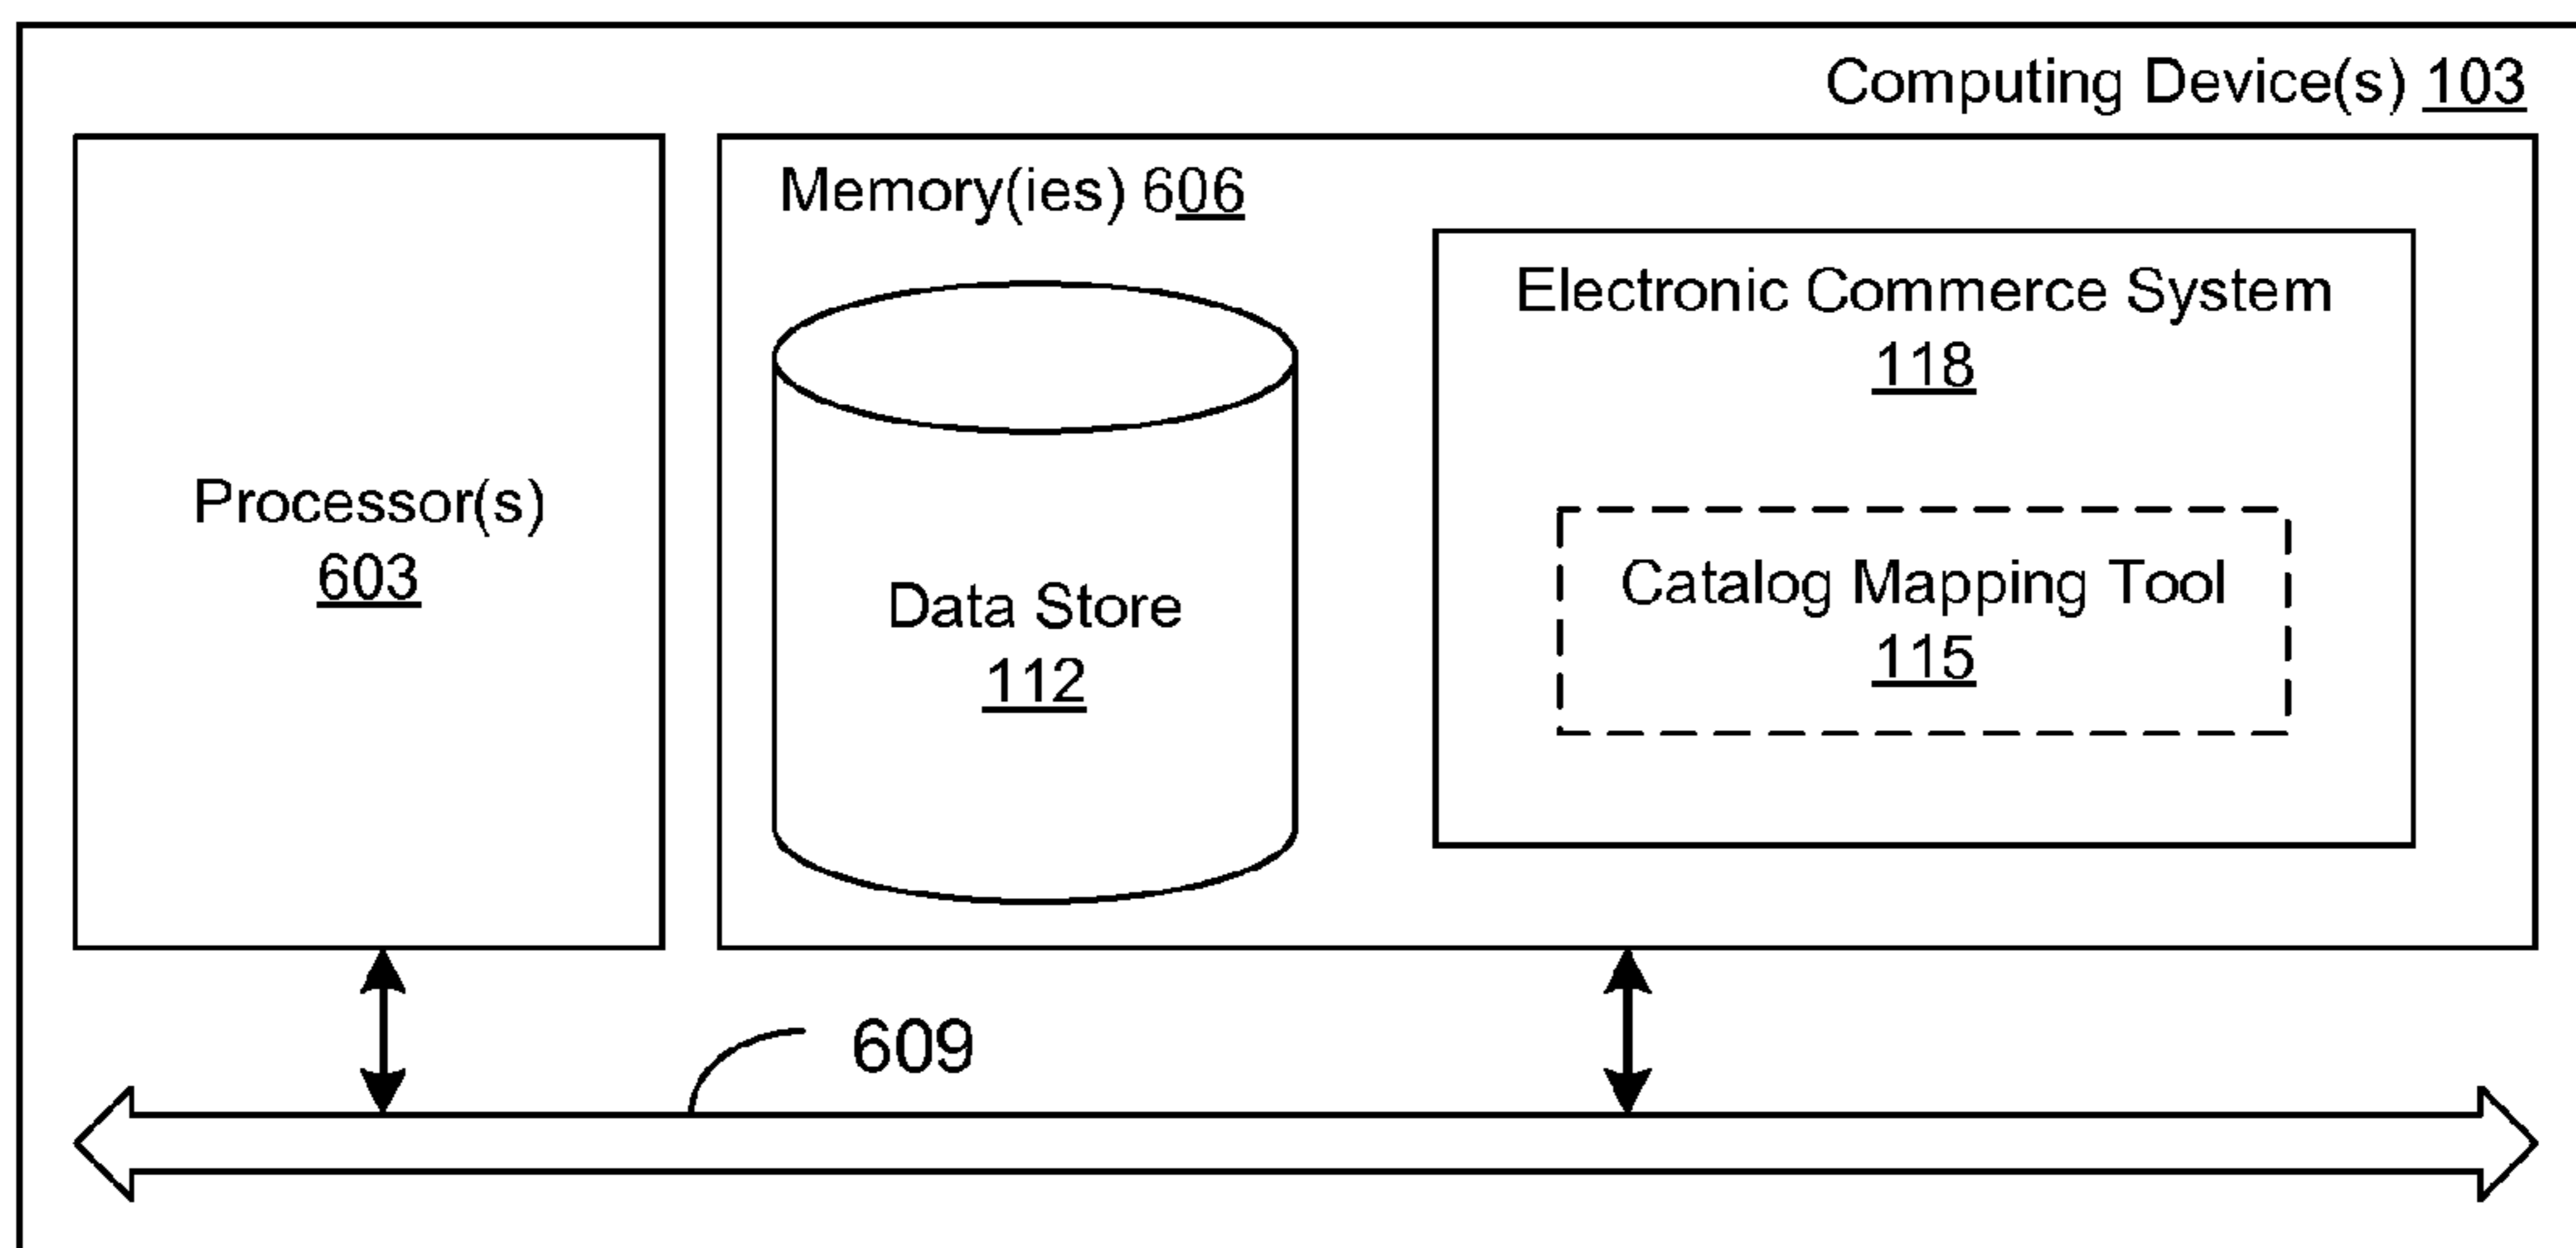 Computing Device(s) 103
Memory(ies) 606
Electronic Commerce System
118
Processor(s)
603
Data Store
112
Catalog Mapping Tool
115
609